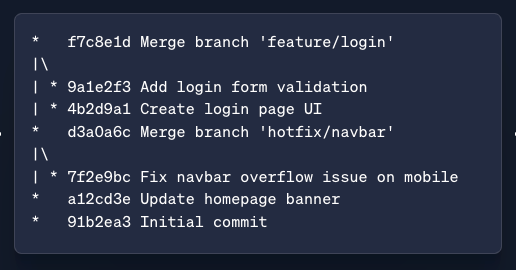 *   f7c8e1d Merge branch 'feature/login'
|\
| * 9a1e2f3 Add login form validation
| * 4b2d9a1 Create login page UI
*   d3a0a6c Merge branch 'hotfix/navbar'
|\
| * 7f2e9bc Fix navbar overflow issue on mobile
*   a12cd3e Update homepage banner
*   91b2ea3 Initial commit